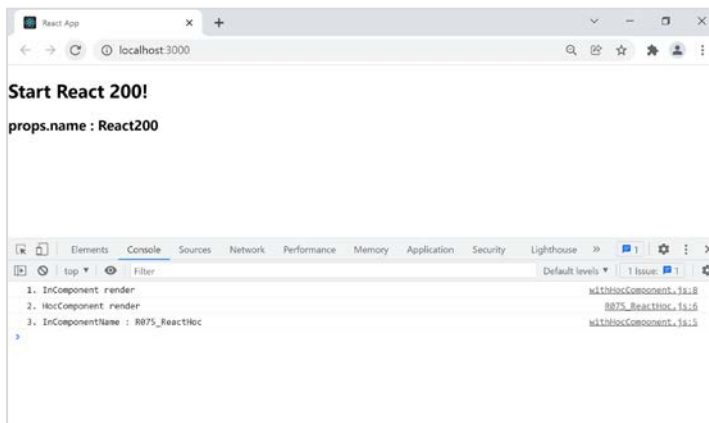 React App
localhost:3000
Start React 200!
props.name : React200
Elements Console Sources Network Performance Memory Application Security Lighthouse » 1
top ▼ Filter Default levels ▼ 1 Issue: 1
1. InComponent render withHocComponent.js:8
2. HocComponent render R075_ReactHoc.js:6
3. InComponentName : R075_ReactHoc withHocComponent.js:5